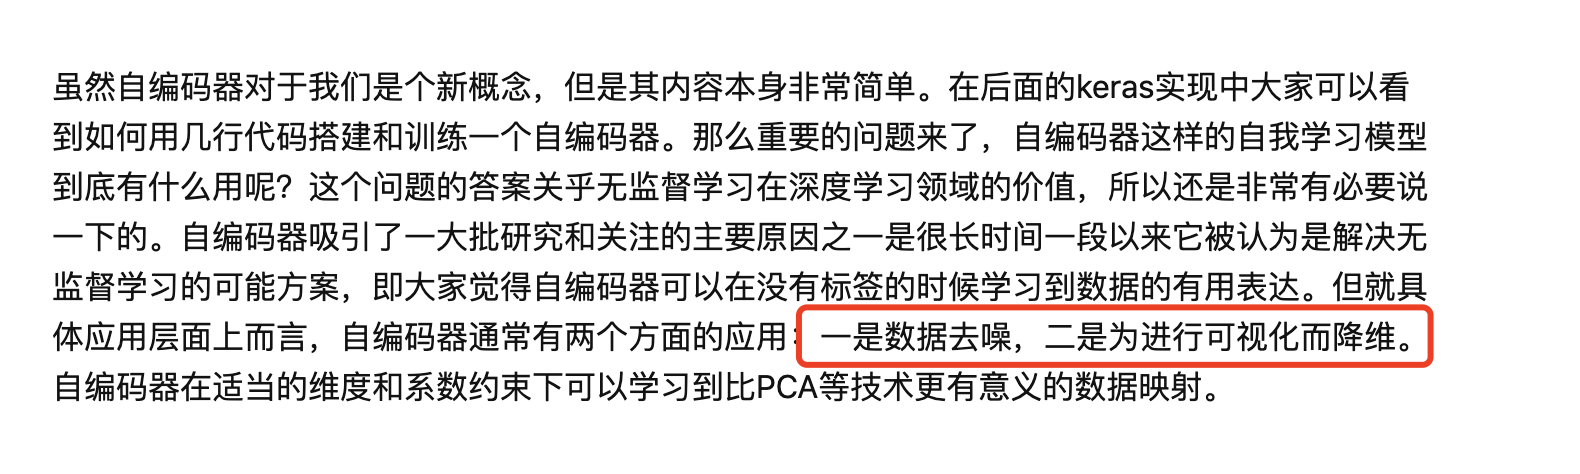 虽然自编码器对于我们是个新概念，但是其内容本身非常简单。在后面的keras实现中大家可以看
到如何用几行代码搭建和训练一个自编码器。那么重要的问题来了，自编码器这样的自我学习模型
到底有什么用呢？这个问题的答案关乎无监督学习在深度学习领域的价值，所以还是非常有必要说
一下的。自编码器吸引了一大批研究和关注的主要原因之一是很长时间一段以来它被认为是解决无
监督学习的可能方案，即大家觉得自编码器可以在没有标签的时候学习到数据的有用表达。但就具
体应用层面上而言，自编码器通常有两个方面的应用：一是数据去噪，二是为进行可视化而降维。
自编码器在适当的维度和系数约束下可以学习到比PCA等技术更有意义的数据映射。